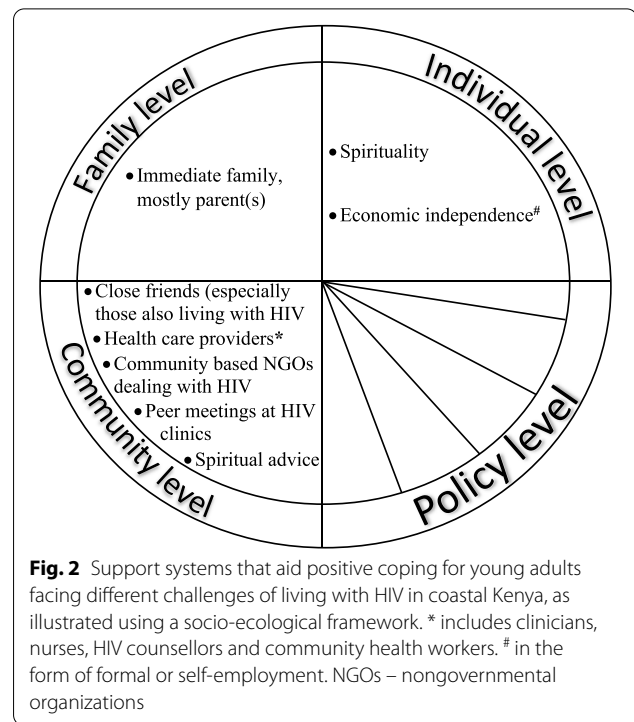 Family level
Individual level
• Immediate family,
mostly parent(s)
• Spirituality
• Economic independence#
• Close friends (especially
those also living with HIV
• Health care providers*
• Community based NGOs
dealing with HIV
• Peer meetings at HIV
clinics
• Spiritual advice
Community level
Policy level
Fig. 2 Support systems that aid positive coping for young adults
facing different challenges of living with HIV in coastal Kenya, as
illustrated using a socio-ecological framework. * includes clinicians,
nurses, HIV counsellors and community health workers. # in the
form of formal or self-employment. NGOs – nongovernmental
organizations